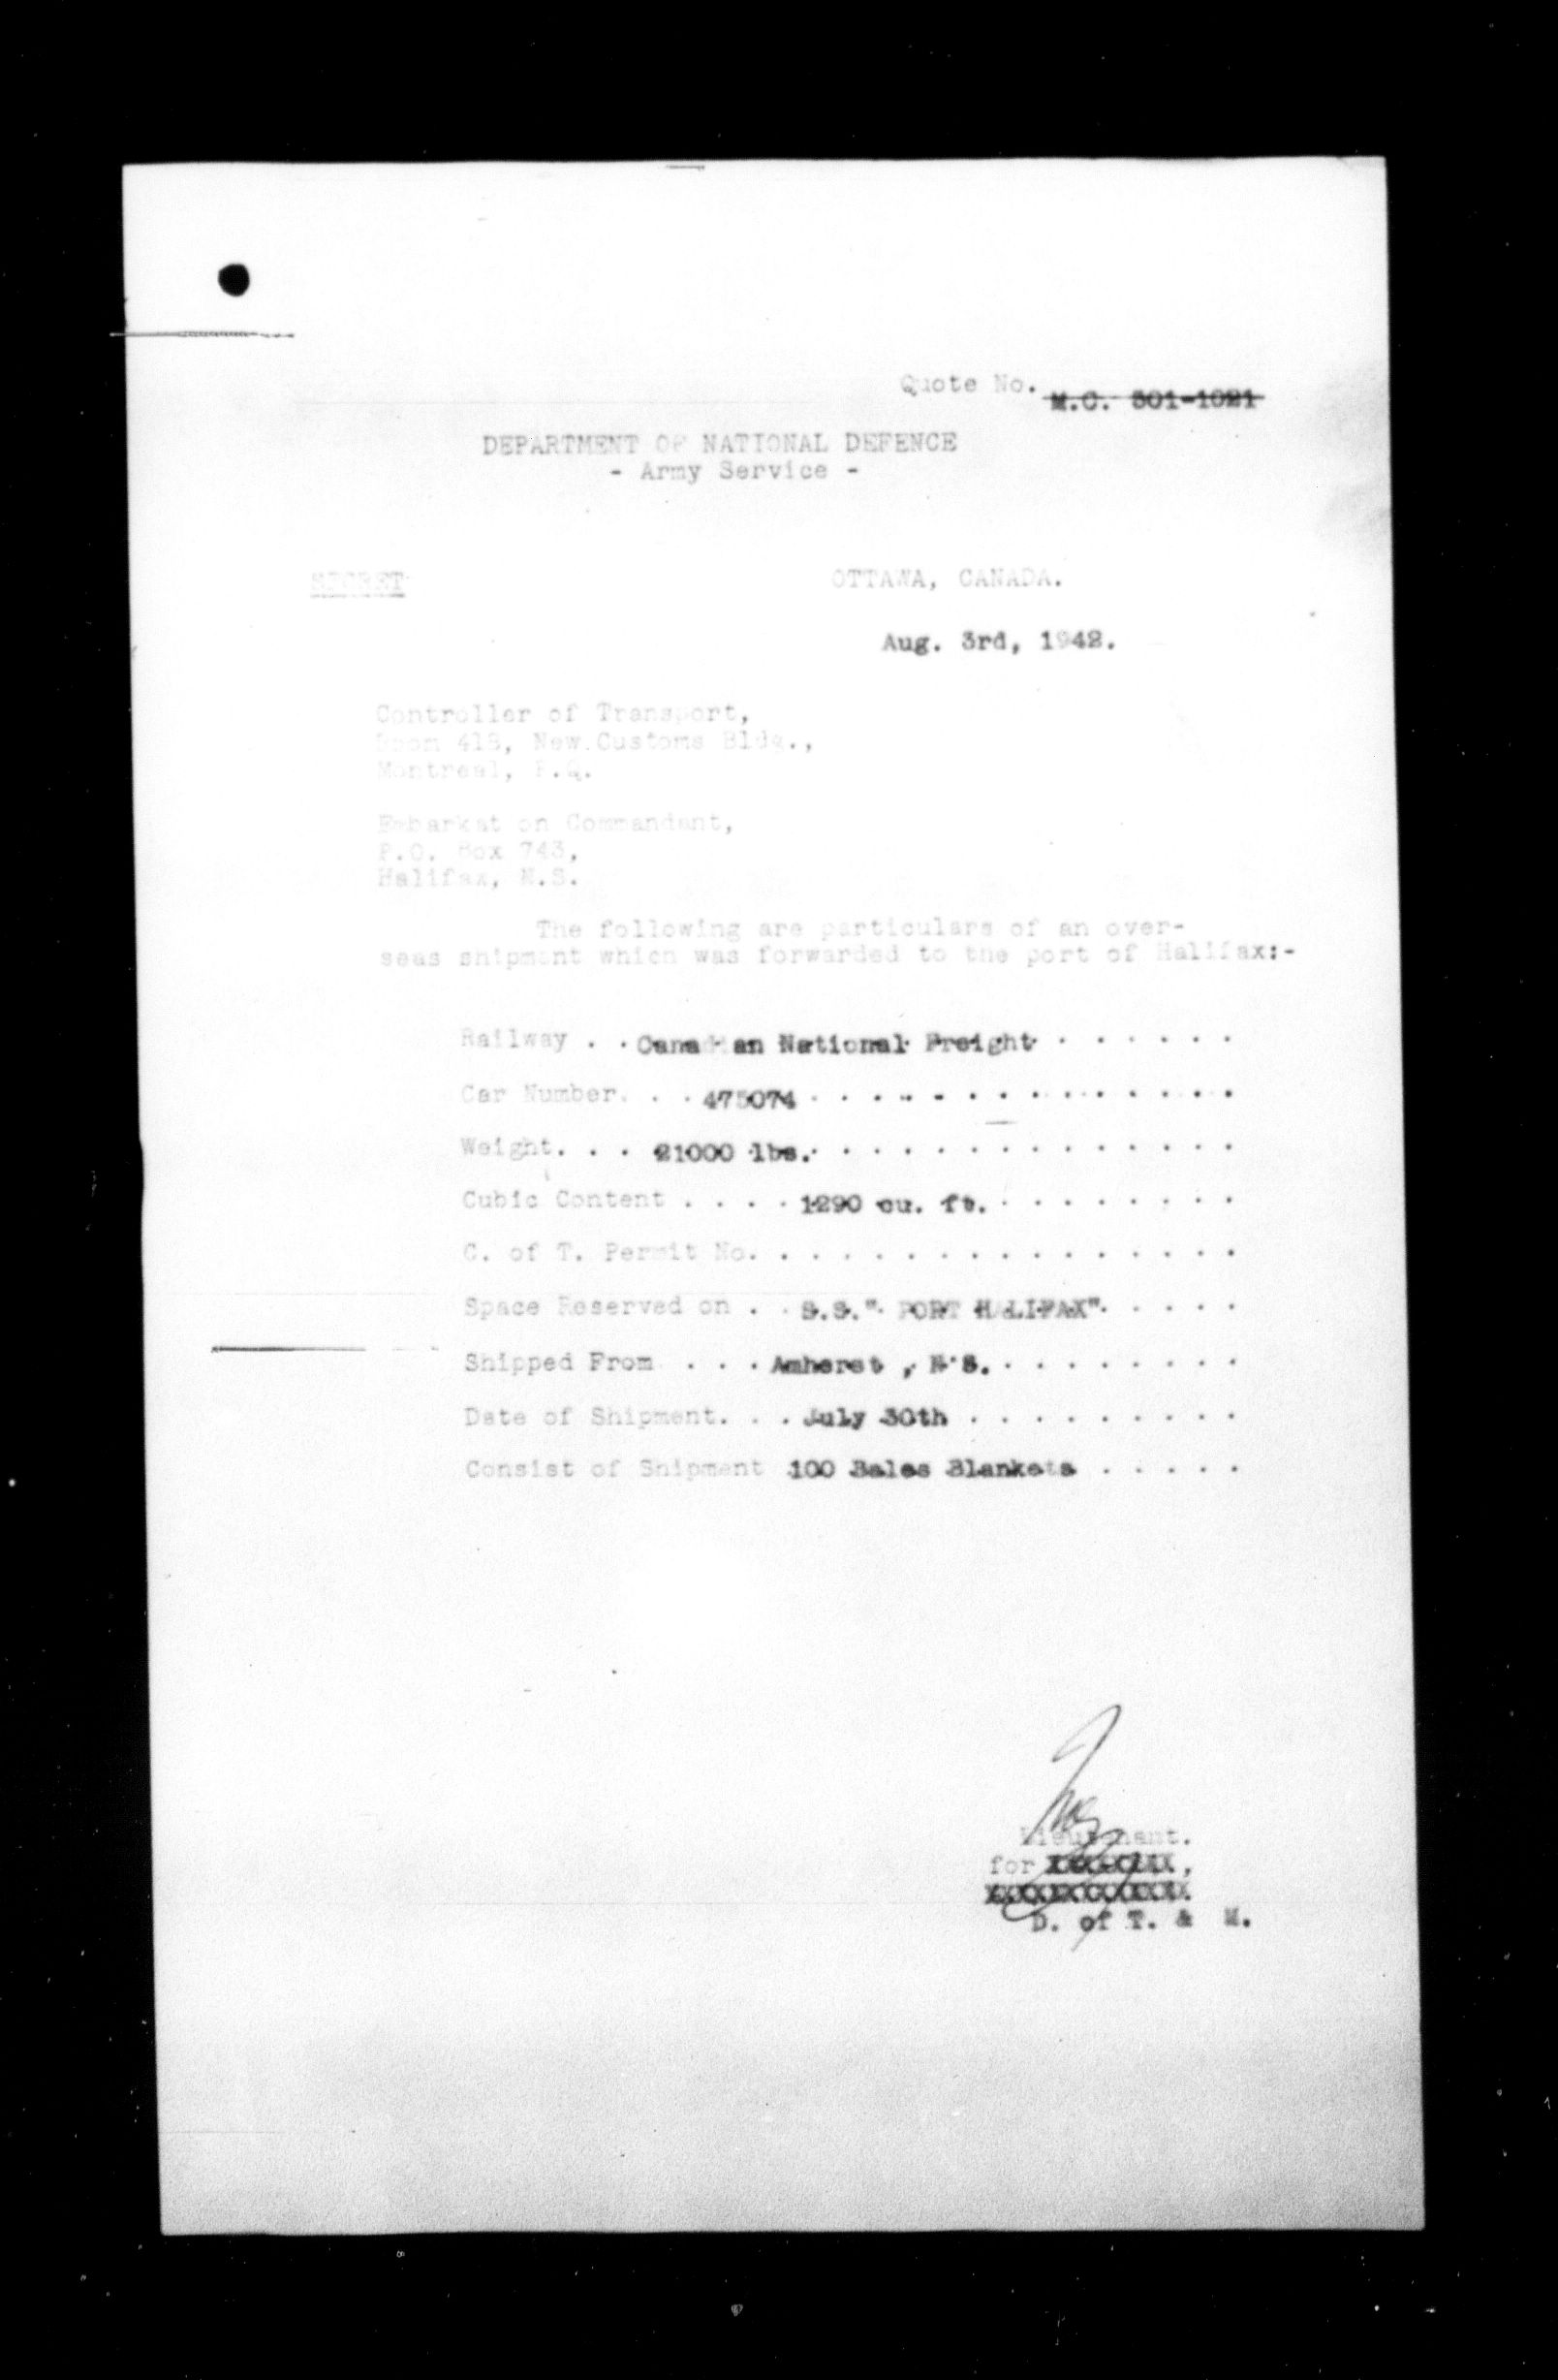 Quote No. M.C. 301-1021
DEPARTMENT OF NATIONAL DEFENCE
- Army Service -
SECRET
OTTAWA, CANADA.
Aug. 3rd, 1942.
Controller of Transport,
Room 418, New Customs Bldg.,
Montreal, P.Q.
Embarkat on Commandant,
P.O. Box 743,
Halifax, N.S.
The following are particulars of an over-
seas shipment which was forwarded to the port of Halifax:-
Railway . . Canadian National Freight . . . . . .
Car Number. . . 475074 . . . . . . . . . . . . . .
Weight. . . 21000 lbs. . . . . . . . . . . . . . .
Cubic Content . . . . 1290 cu. ft. . . . . . . . .
C. of T. Permit No. . . . . . . . . . . . . . . .
Space Reserved on . . S.S." PORT HALIFAX". . . . .
Shipped From . . . Amherst , N.S. . . . . . . . .
Date of Shipment. . . July 30th . . . . . . . . .
Consist of Shipment 100 Bales Blankets . . . . .
Lieutenant.
for
D. of T. & M.